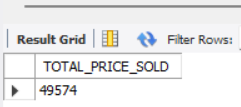 Result Grid Filter Rows:
TOTAL_PRICE_SOLD
49574